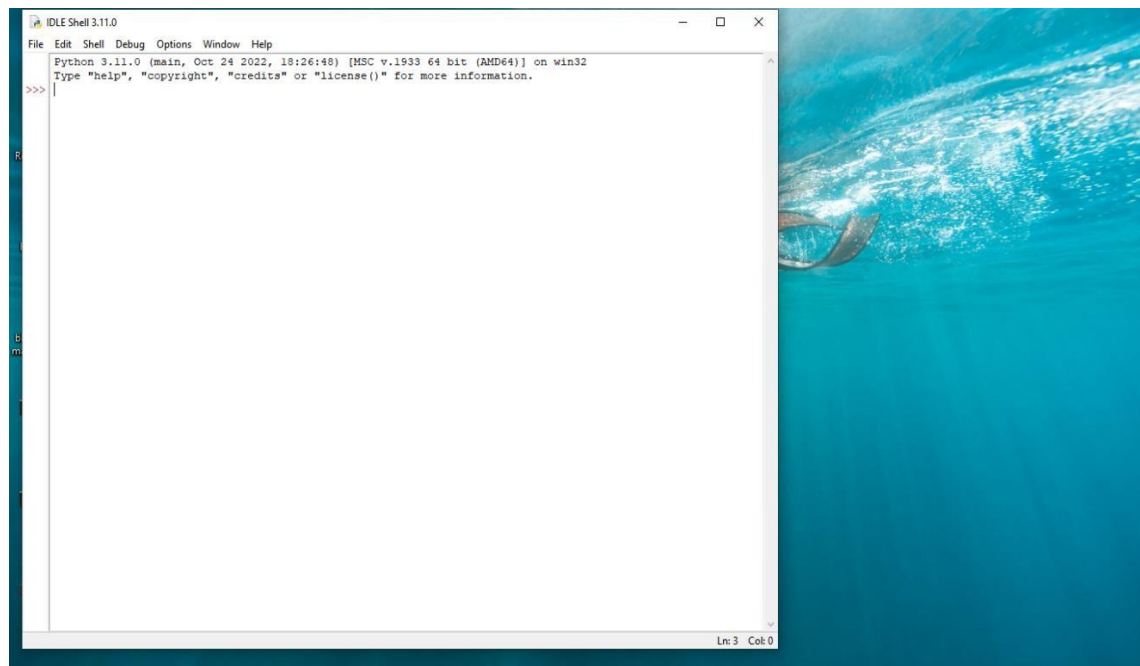 IDLE Shell 3.11.0
File Edit Shell Debug Options Window Help
Python 3.11.0 (main, Oct 24 2022, 18:26:48) [MSC v.1933 64 bit (AMD64)] on win32
Type "help", "copyright", "credits" or "license()" for more information.
>>>
Ln: 3 Col: 0